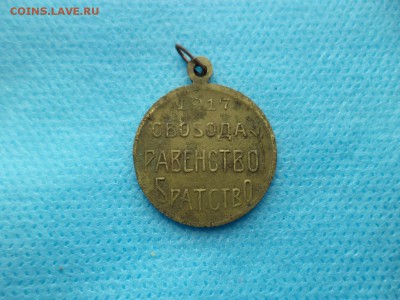 COINS.LAVE.RU
1917
СВОБОДА
РАВЕНСТВО
БРАТСТВО